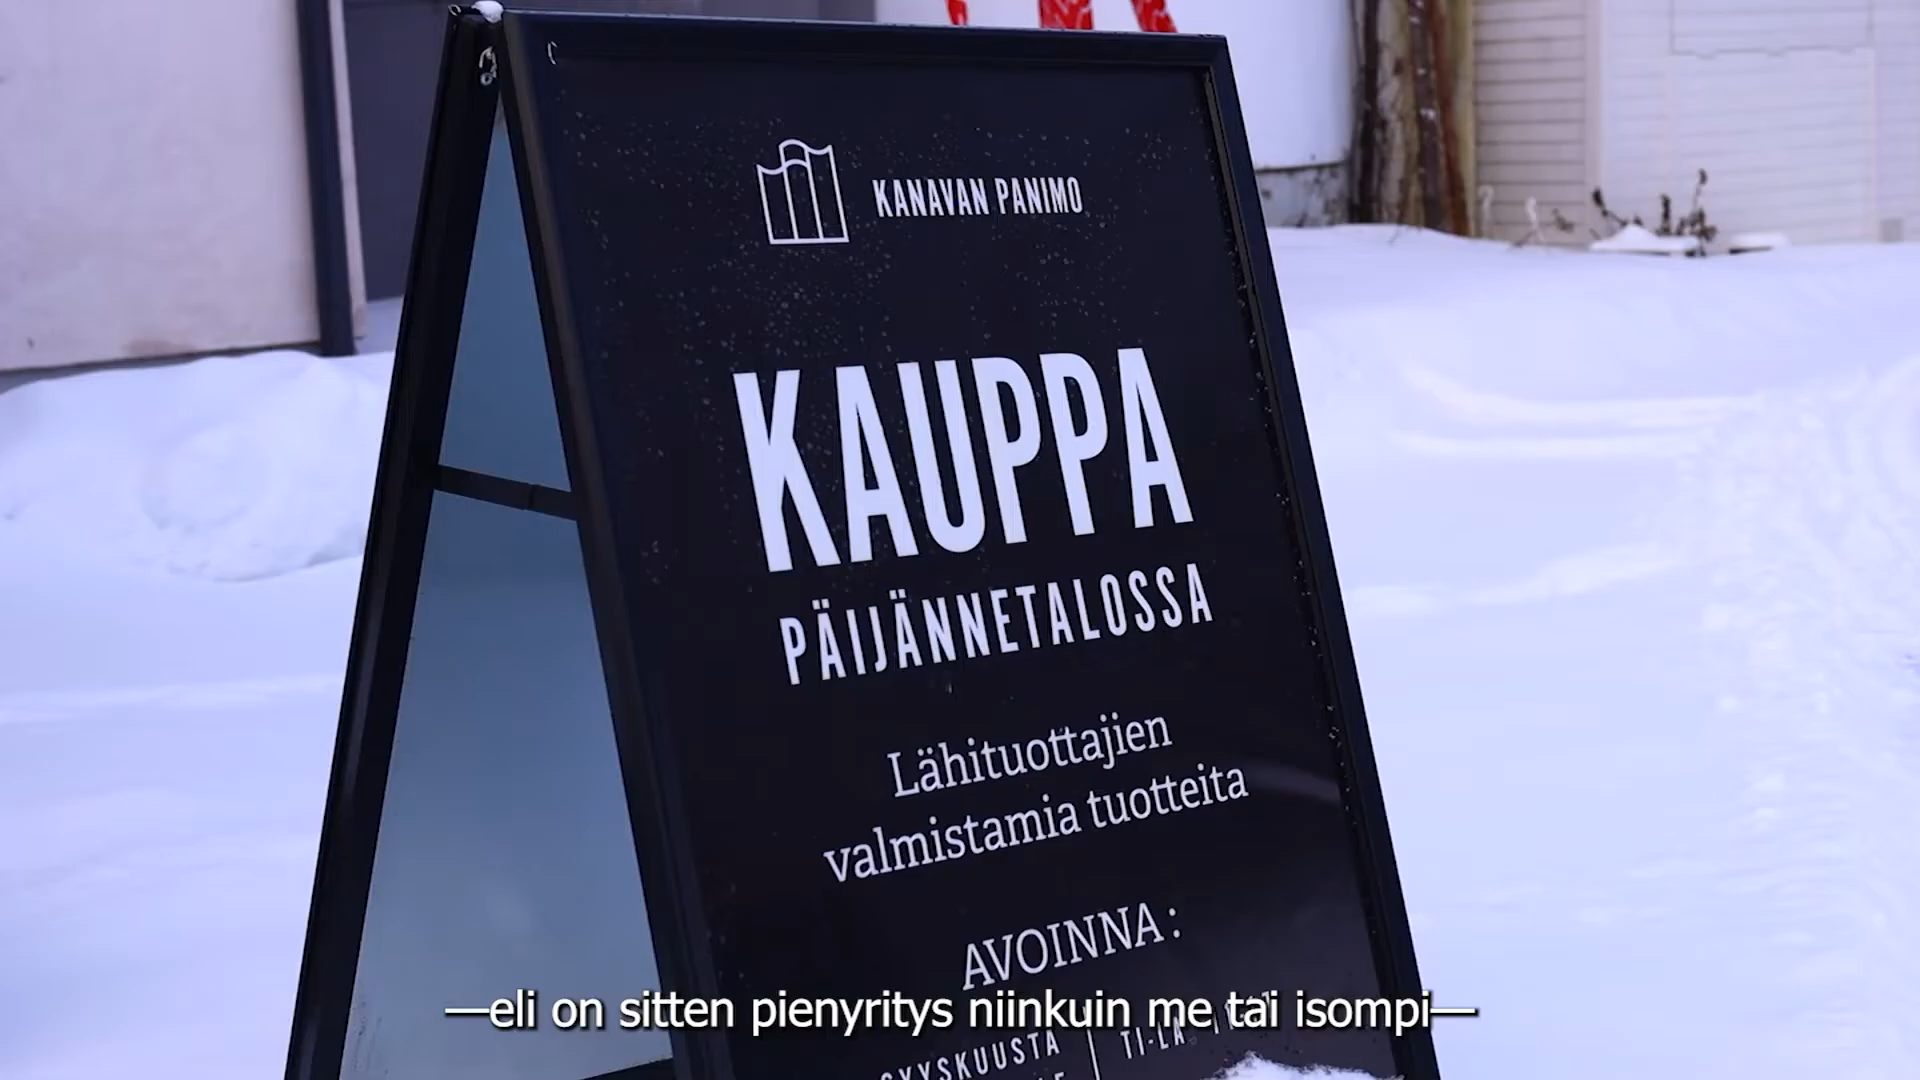 KANAVAN PANIMO
KAUPPA
PÄIJÄNNETALOSSA
Lähituottajien
valmistamia tuotteita
AVOINNA:
—eli on sitten pienyritys niinkuin me tai isompi—
SYYSKUUSTA
TI-LA